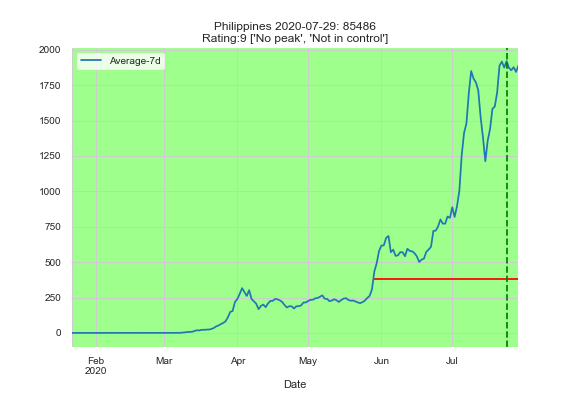 Philippines 2020-07-29: 85486
Rating:9 ['No peak', 'Not in control']
Average-7d
2000
1750
1500
1250
1000
750
500
250
0
Feb Mar Apr May Jun Jul
2020
Date